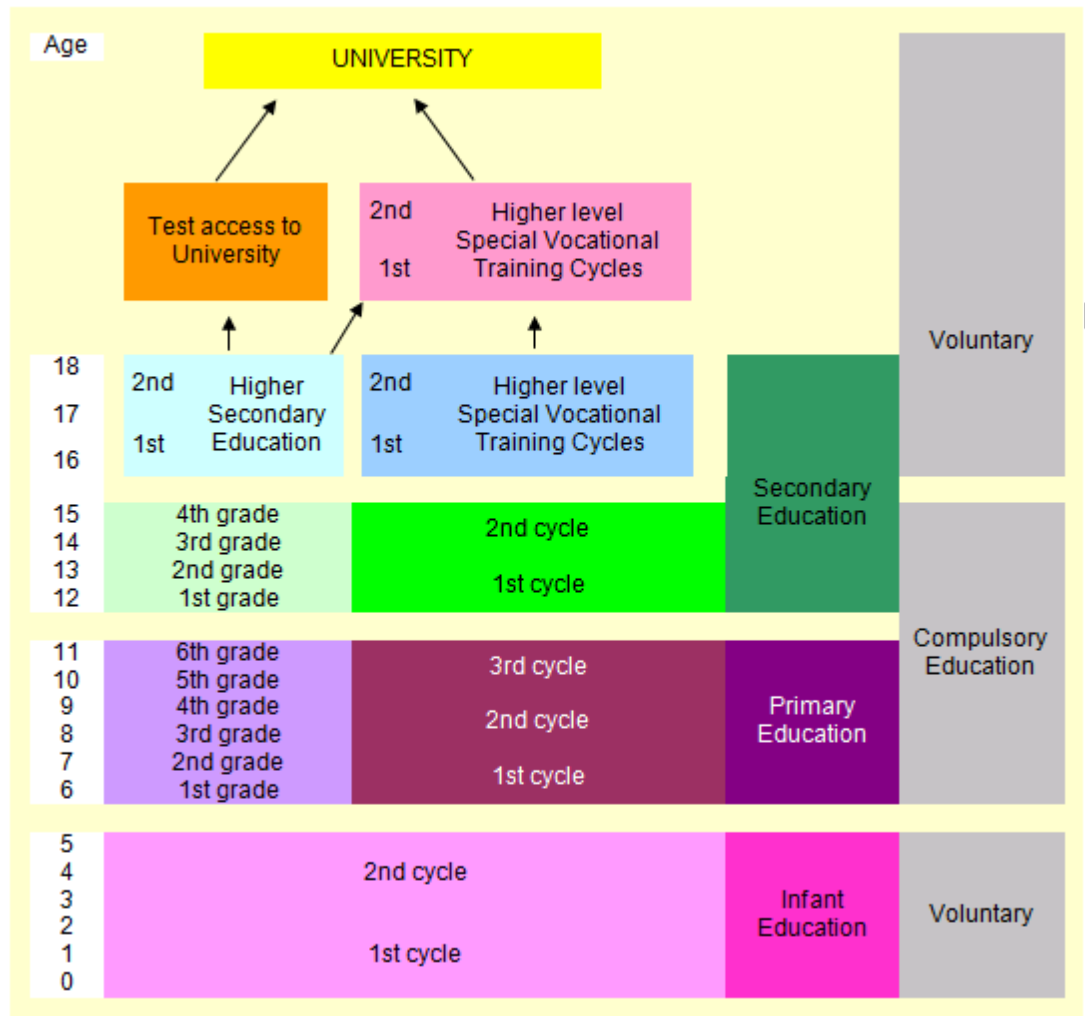 Age
UNIVERSITY
Test access to
University
2nd
1st
Higher level
Special Vocational
Training Cycles
Voluntary
18
17
16
2nd
1st
Higher
Secondary
Education
2nd
1st
Higher level
Special Vocational
Training Cycles
Secondary
Education
15
14
13
12
4th grade
3rd grade
2nd grade
1st grade
2nd cycle
1st cycle
Compulsory
Education
11
10
9
8
7
6
6th grade
5th grade
4th grade
3rd grade
2nd grade
1st grade
3rd cycle
2nd cycle
1st cycle
Primary
Education
5
4
3
2
1
0
2nd cycle
1st cycle
Infant
Education
Voluntary